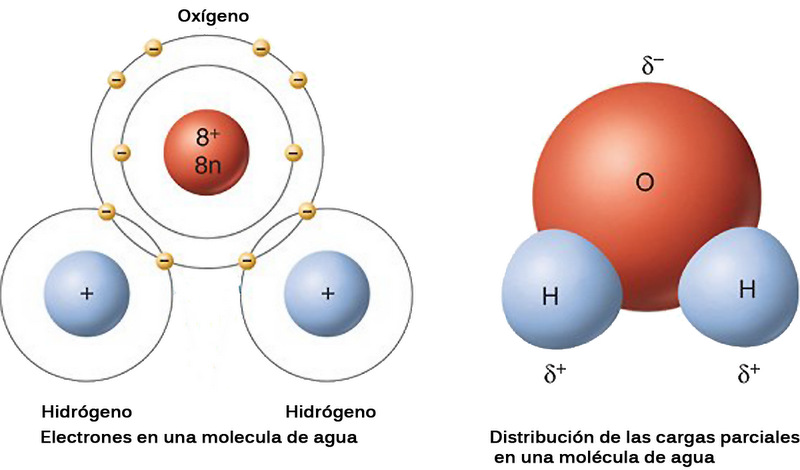 Oxígeno
−
−
−
−
8⁺
8n
−
−
−
−
−
−
+
+
Hidrógeno
Hidrógeno
Electrones en una molecula de agua
δ⁻
O
H
H
δ⁺
δ⁺
Distribución de las cargas parciales
en una molécula de agua